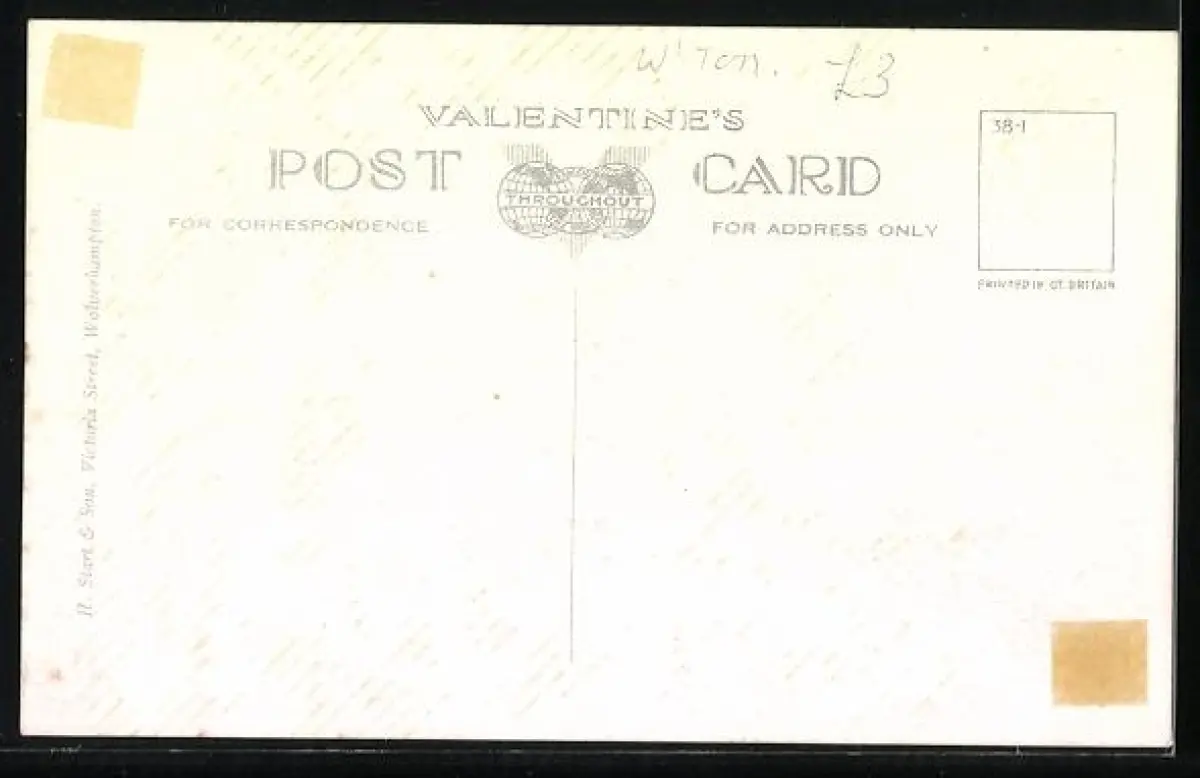 W'ton. £3
VALENTINE'S
POST CARD
THROUGHOUT
FOR CORRESPONDENCE
FOR ADDRESS ONLY
38-1
PRINTED IN GT. BRITAIN
& Son, Victoria Street, Wolverhampton.